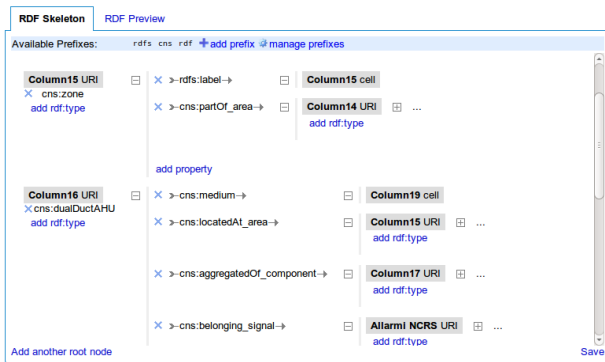 RDF Skeleton RDF Preview
Available Prefixes: rdfs cns rdf add prefix manage prefixes
Column15 URI rdfs:label Column15 cell
cns:zone cns:partOf_area Column14 URI ...
add rdf:type add rdf:type
add property
Column16 URI cns:medium Column19 cell
cns:dualDuctAHU
add rdf:type cns:locatedAt_area Column15 URI ...
add rdf:type
cns:aggregatedOf_component Column17 URI ...
add rdf:type
cns:belonging_signal Allarmi NCRS URI ...
add rdf:type
Add another root node Save